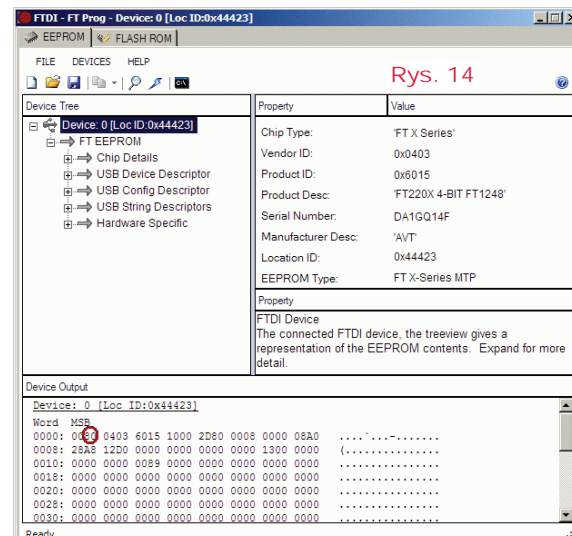 FTDI - FT Prog - Device: 0 [Loc ID:0x44423]
EEPROM FLASH ROM
FILE DEVICES HELP
Rys. 14
Device Tree
Property Value
Device: 0 [Loc ID:0x44423]
FT EEPROM
Chip Details
USB Device Descriptor
USB Config Descriptor
USB String Descriptors
Hardware Specific
Chip Type: 'FT X Series'
Vendor ID: 0x0403
Product ID: 0x6015
Product Desc: 'FT220X 4-BIT FT1248'
Serial Number: DA1GQ14F
Manufacturer Desc: 'AVT'
Location ID: 0x44423
EEPROM Type: FT X-Series MTP
Property
FTDI Device
The connected FTDI device, the treeview gives a
representation of the EEPROM contents. Expand for more
detail.
Device Output
Device: 0 [Loc ID:0x44423]
Word MSB
0000: 0080 0403 6015 1000 2D80 0008 0000 08A0 ....`...-.......
0008: 28A8 12D0 0000 0000 0000 0000 1300 0000 (...............
0010: 0000 0000 0089 0000 0000 0000 0000 0000 ................
0018: 0000 0000 0000 0000 0000 0000 0000 0000 ................
0020: 0000 0000 0000 0000 0000 0000 0000 0000 ................
0028: 0000 0000 0000 0000 0000 0000 0000 0000 ................
0030: 0000 0000 0000 0000 0000 0000 0000 0000 ................
Ready